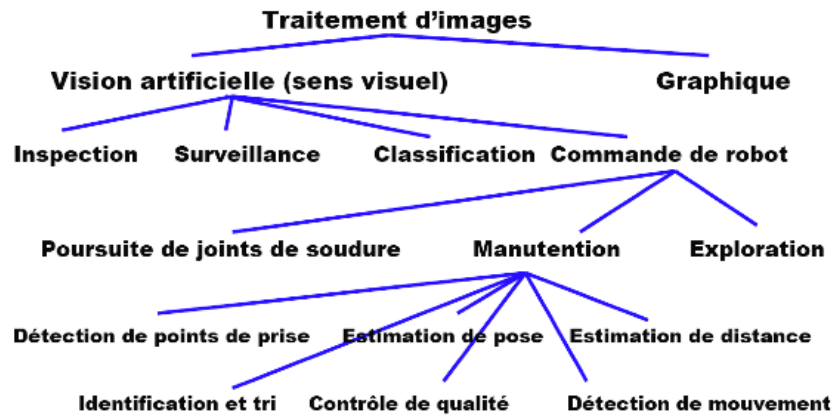 Traitement d'images
Vision artificielle (sens visuel) Graphique
Inspection Surveillance Classification Commande de robot
Poursuite de joints de soudure Manutention Exploration
Détection de points de prise Estimation de pose Estimation de distance
Identification et tri Contrôle de qualité Détection de mouvement